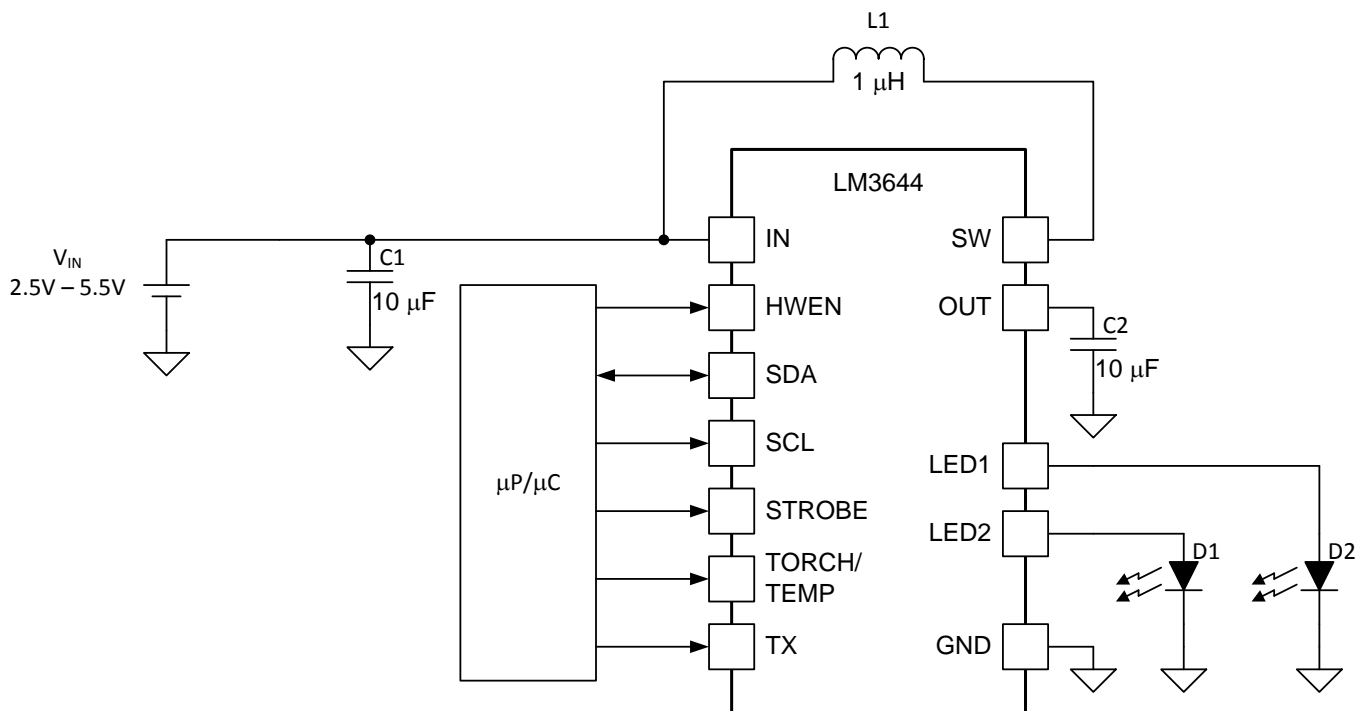 L1
1 μH
LM3644
IN
SW
V_IN
2.5V – 5.5V
C1
10 μF
HWEN
OUT
C2
10 μF
SDA
SCL
μP/μC
LED1
STROBE
LED2
D1
D2
TORCH/
TEMP
TX
GND